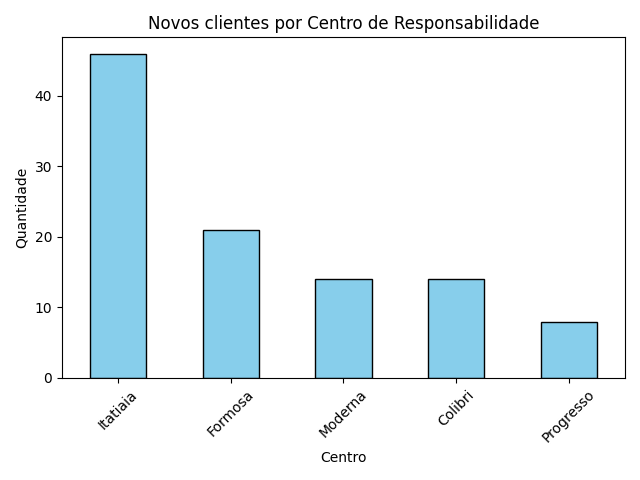 Novos clientes por Centro de Responsabilidade
Quantidade
40
30
20
10
0
Itatiaia
Formosa
Moderna
Colibri
Progresso
Centro